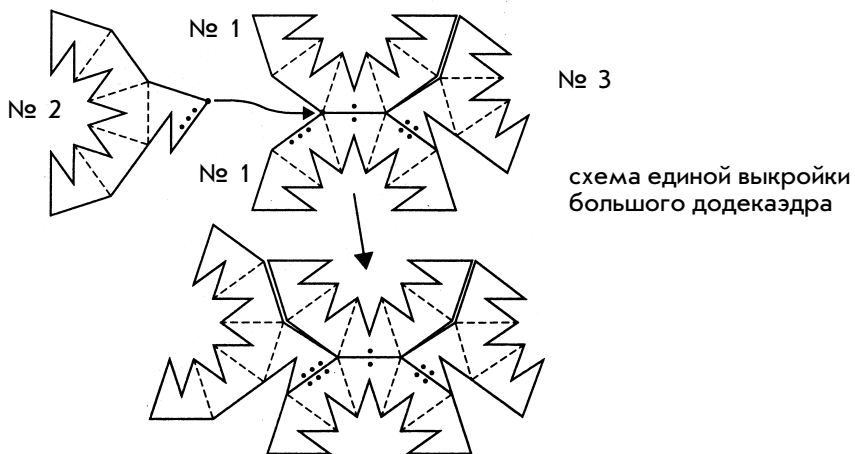 № 1
№ 2
№ 3
№ 1
схема единой выкройки
большого додекаэдра